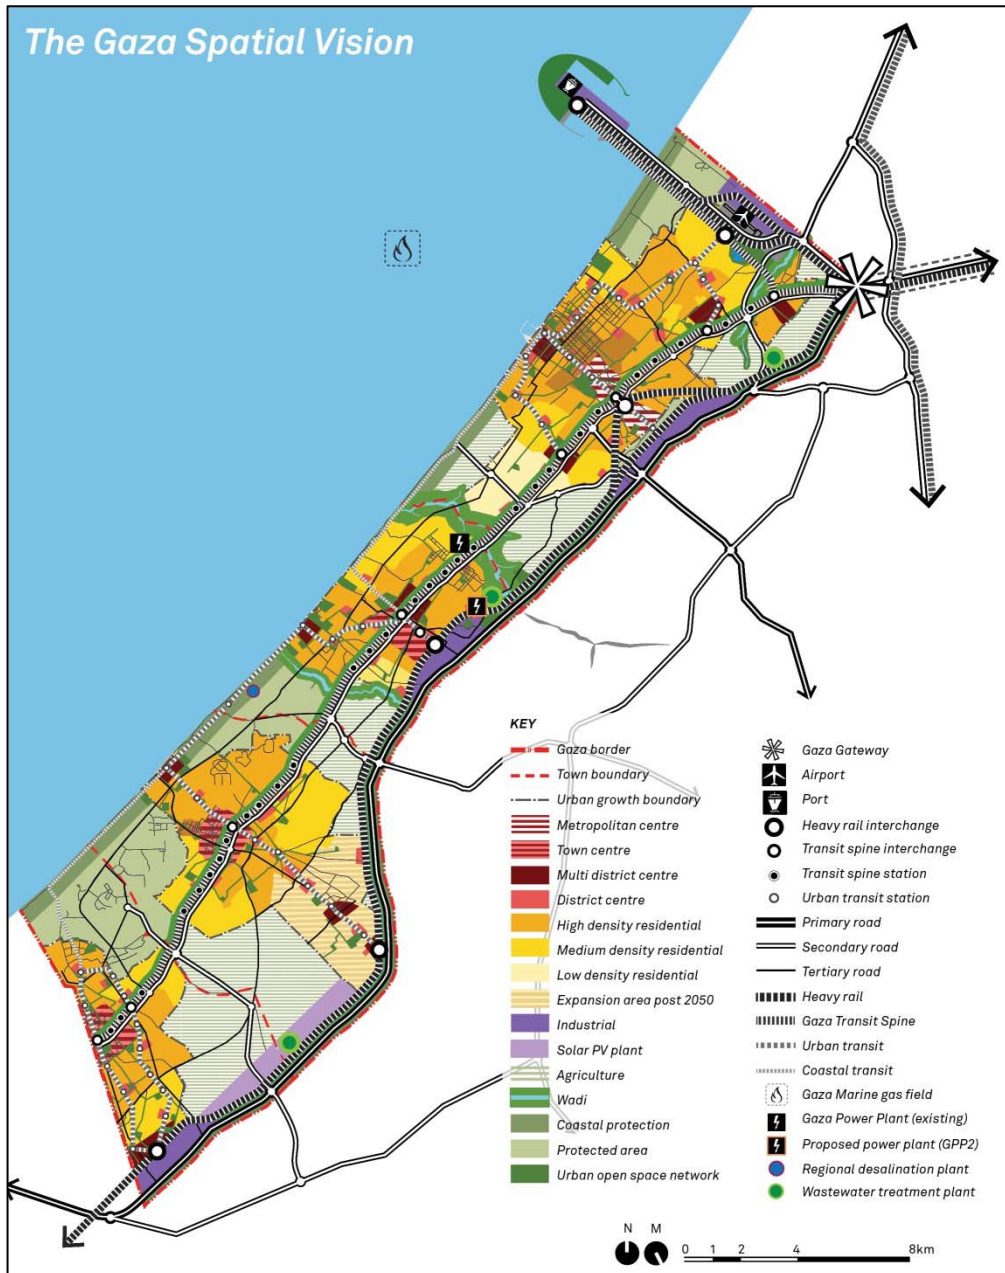 The Gaza Spatial Vision
KEY
Gaza border
Town boundary
Urban growth boundary
Metropolitan centre
Town centre
Multi district centre
District centre
High density residential
Medium density residential
Low density residential
Expansion area post 2050
Industrial
Solar PV plant
Agriculture
Wadi
Coastal protection
Protected area
Urban open space network
Gaza Gateway
Airport
Port
Heavy rail interchange
Transit spine interchange
Transit spine station
Urban transit station
Primary road
Secondary road
Tertiary road
Heavy rail
Gaza Transit Spine
Urban transit
Coastal transit
Gaza Marine gas field
Gaza Power Plant (existing)
Proposed power plant (GPP2)
Regional desalination plant
Wastewater treatment plant
N M
0 1 2 4 8km